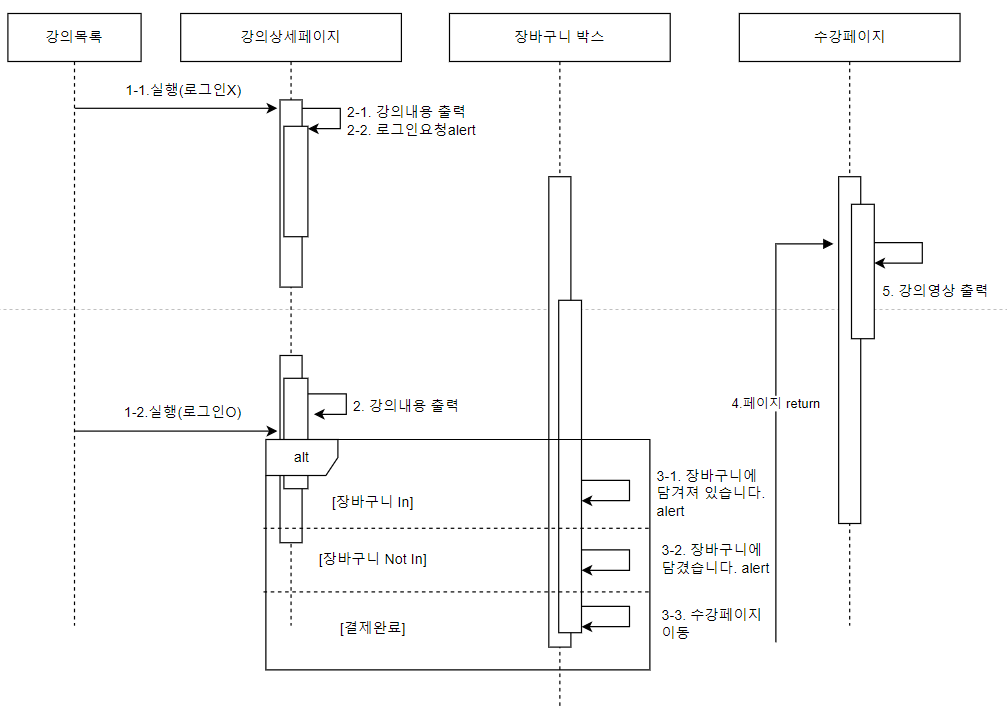 강의목록
강의상세페이지
장바구니 박스
수강페이지
1-1.실행(로그인X)
2-1. 강의내용 출력
2-2. 로그인요청alert
5. 강의영상 출력
1-2.실행(로그인O)
2. 강의내용 출력
4.페이지 return
alt
[장바구니 In]
3-1. 장바구니에
담겨져 있습니다.
alert
[장바구니 Not In]
3-2. 장바구니에
담겼습니다. alert
[결제완료]
3-3. 수강페이지
이동